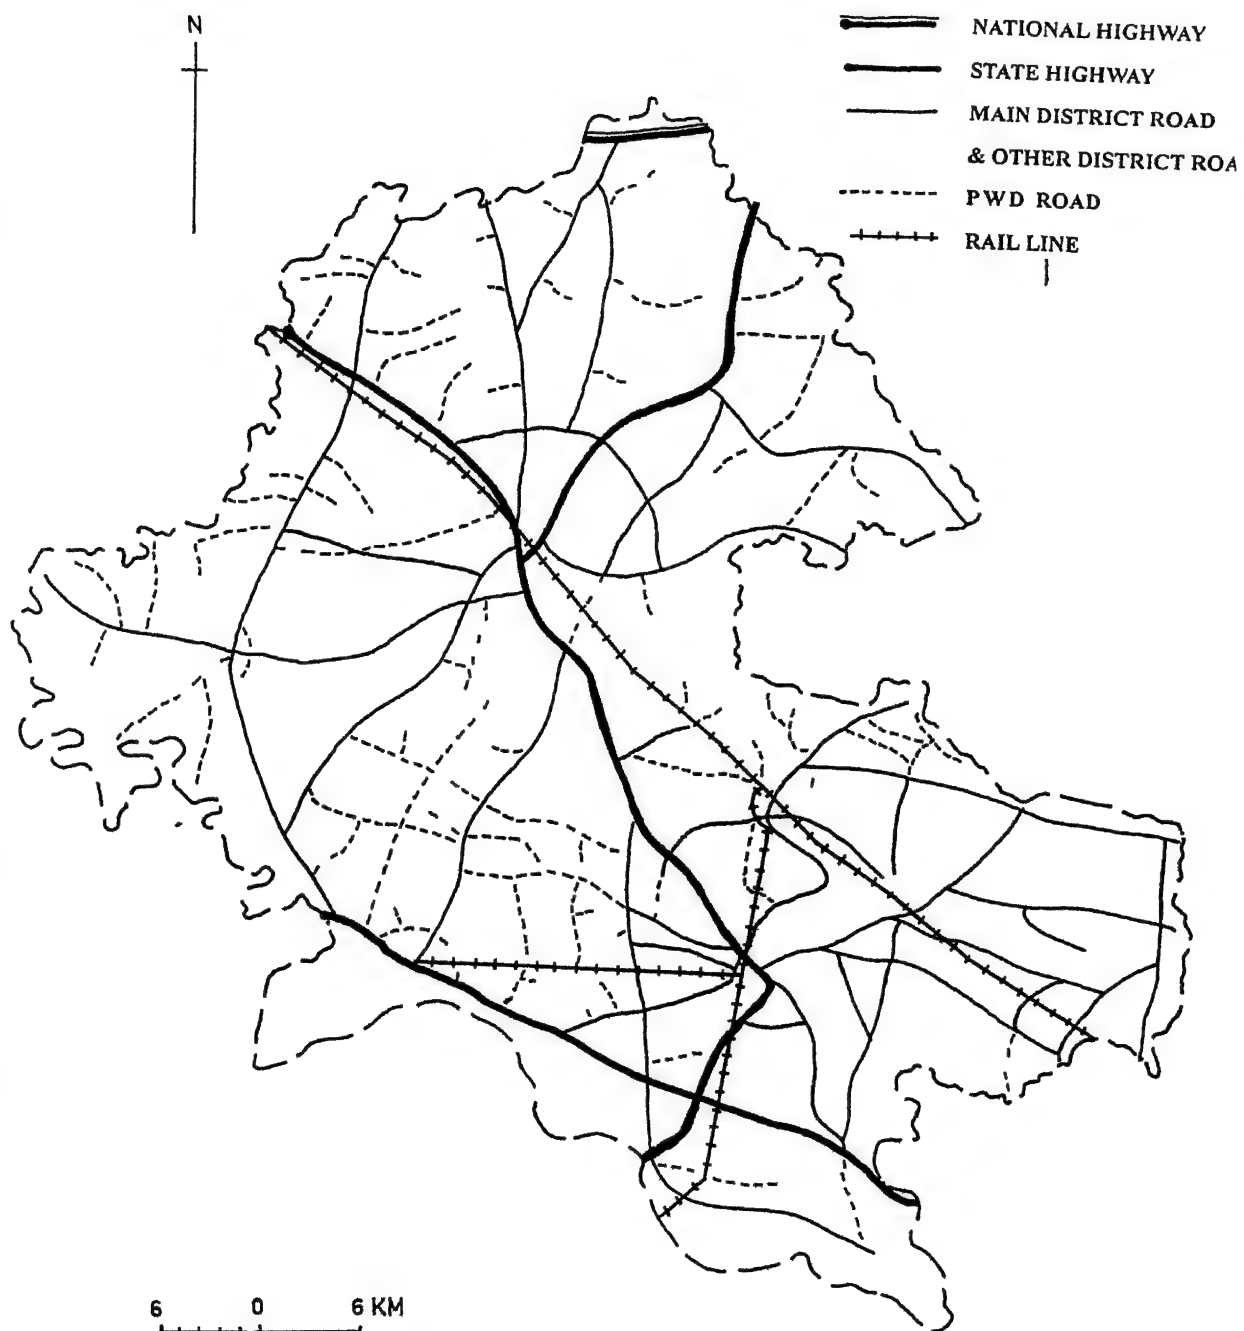 N
NATIONAL HIGHWAY
STATE HIGHWAY
MAIN DISTRICT ROAD
& OTHER DISTRICT ROA
PWD ROAD
RAIL LINE
6 0 6 KM